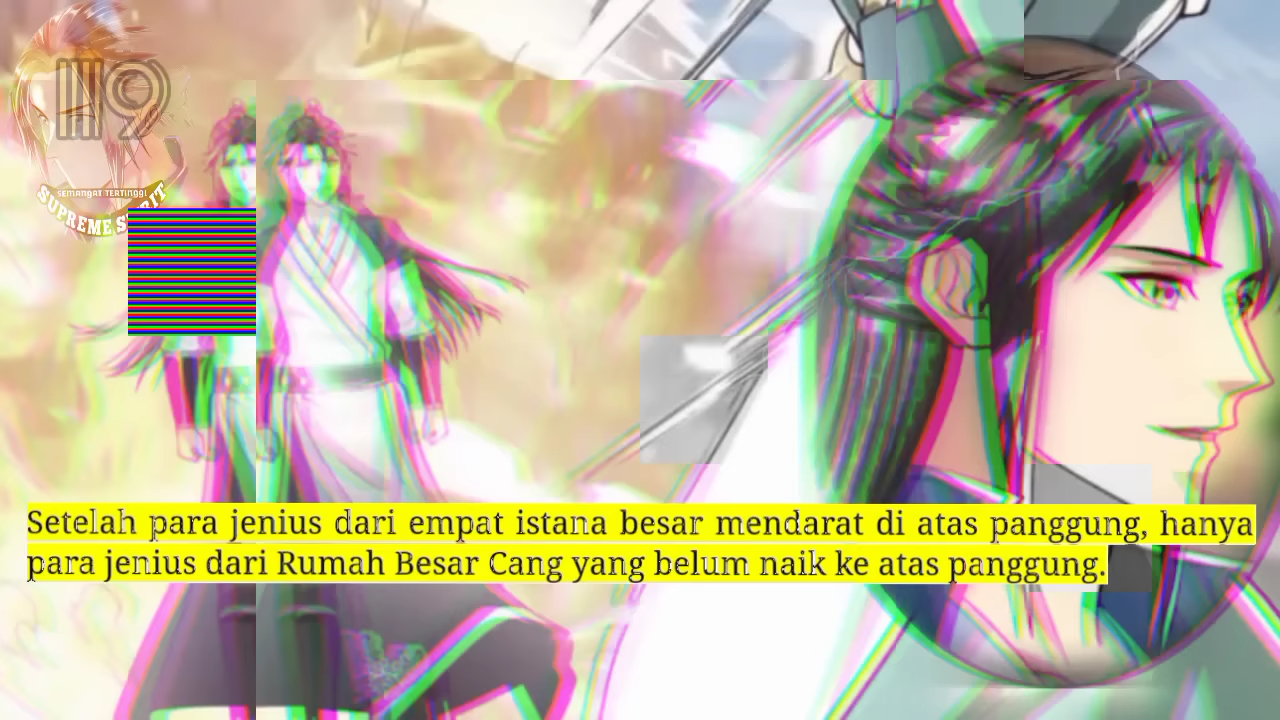 119
SEMANGAT TERTINGGI
SUPREME SPIRIT
Setelah para jenius dari empat istana besar mendarat di atas panggung, hanya
para jenius dari Rumah Besar Cang yang belum naik ke atas panggung.